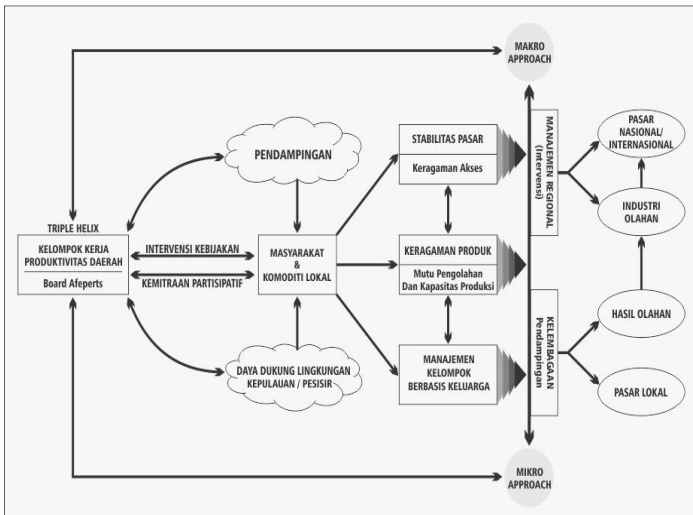 MAKRO
APPROACH
PENDAMPINGAN
STABILITAS PASAR
Keragaman Akses
MANAJEMEN REGIONAL
(Intervensi)
PASAR
NASIONAL/
INTERNASIONAL
INDUSTRI
OLAHAN
TRIPLE HELIX
KELOMPOK KERJA
PRODUKTIVITAS DAERAH
Board Afeperts
INTERVENSI KEBIJAKAN
KEMITRAAN PARTISIPATIF
MASYARAKAT
&
KOMODITI LOKAL
KERAGAMAN PRODUK
Mutu Pengolahan
Dan Kapasitas Produksi
DAYA DUKUNG LINGKUNGAN
KEPULAUAN / PESISIR
MANAJEMEN
KELOMPOK
BERBASIS KELUARGA
KELEMBAGAAN
Pendampingan
HASIL OLAHAN
PASAR LOKAL
MIKRO
APPROACH